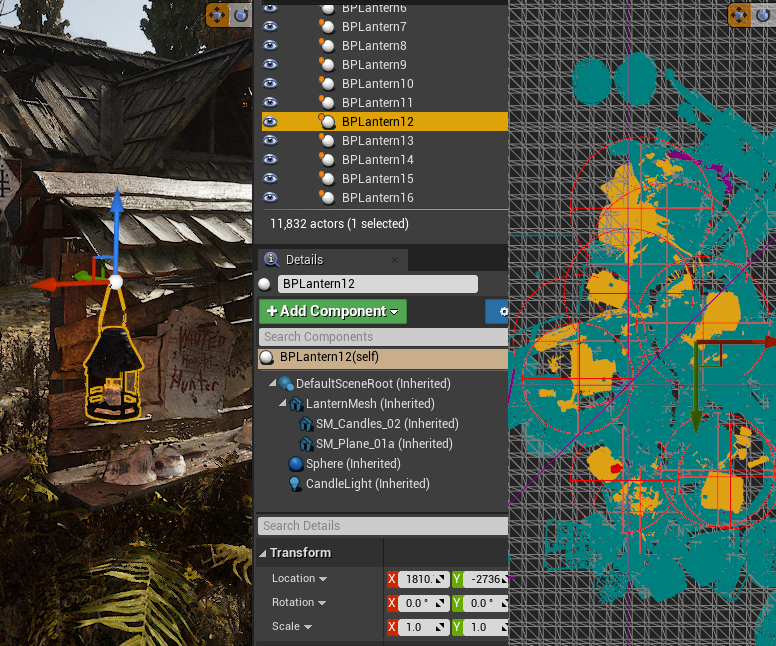 BPLantern6
BPLantern7
BPLantern8
BPLantern9
BPLantern10
BPLantern11
BPLantern12
BPLantern13
BPLantern14
BPLantern15
BPLantern16
11,832 actors (1 selected)
Details
BPLantern12
+ Add Component
Search Components
BPLantern12(self)
DefaultSceneRoot (Inherited)
LanternMesh (Inherited)
SM_Candles_02 (Inherited)
SM_Plane_01a (Inherited)
Sphere (Inherited)
CandleLight (Inherited)
Search Details
Transform
Location X 1810. Y -2736
Rotation X 0.0 ° Y 0.0 °
Scale X 1.0 Y 1.0
WANTED
Hunter